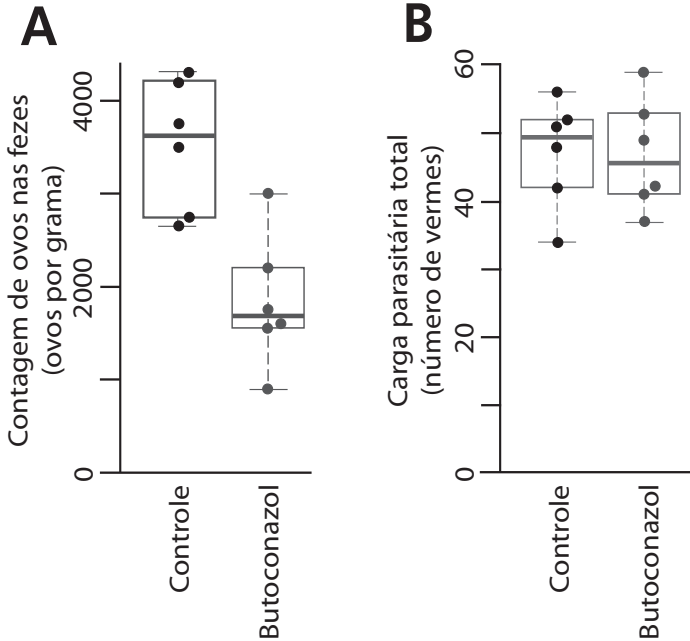 A
Contagem de ovos nas fezes
(ovos por grama)
4000
2000
0
Controle
Butoconazol
B
Carga parasitária total
(número de vermes)
60
40
20
0
Controle
Butoconazol